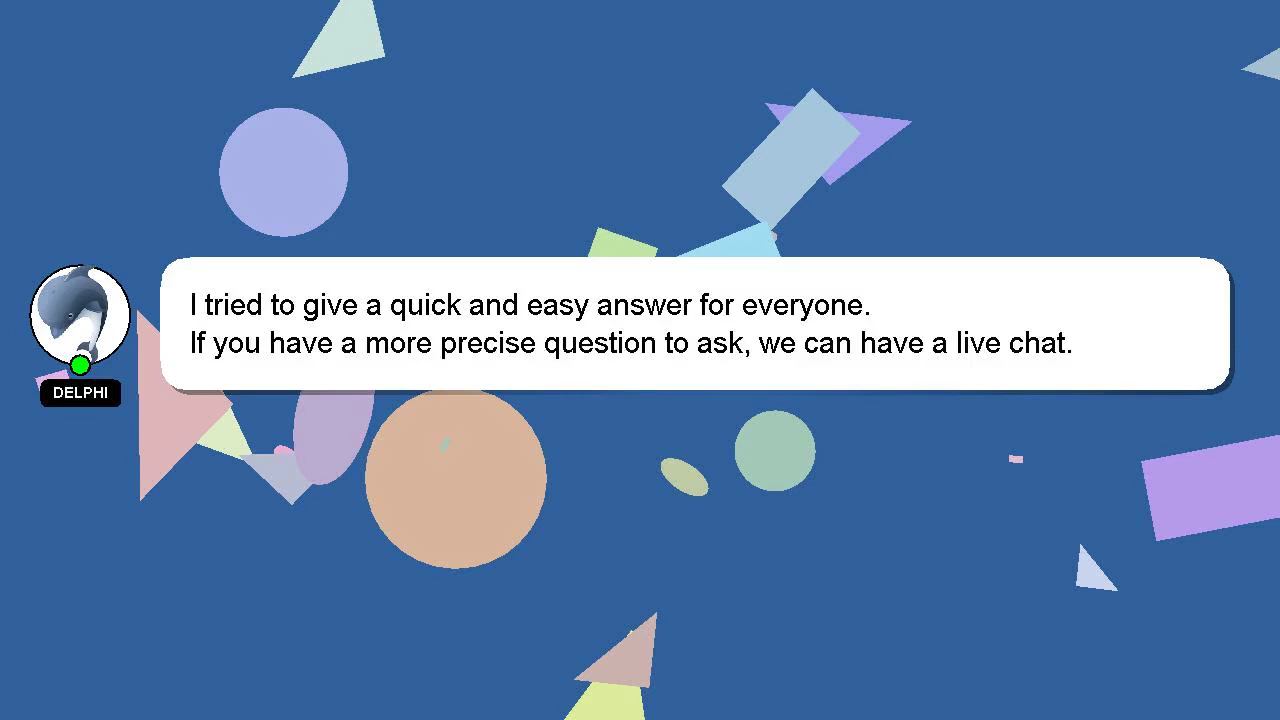 I tried to give a quick and easy answer for everyone.
If you have a more precise question to ask, we can have a live chat.
DELPHI